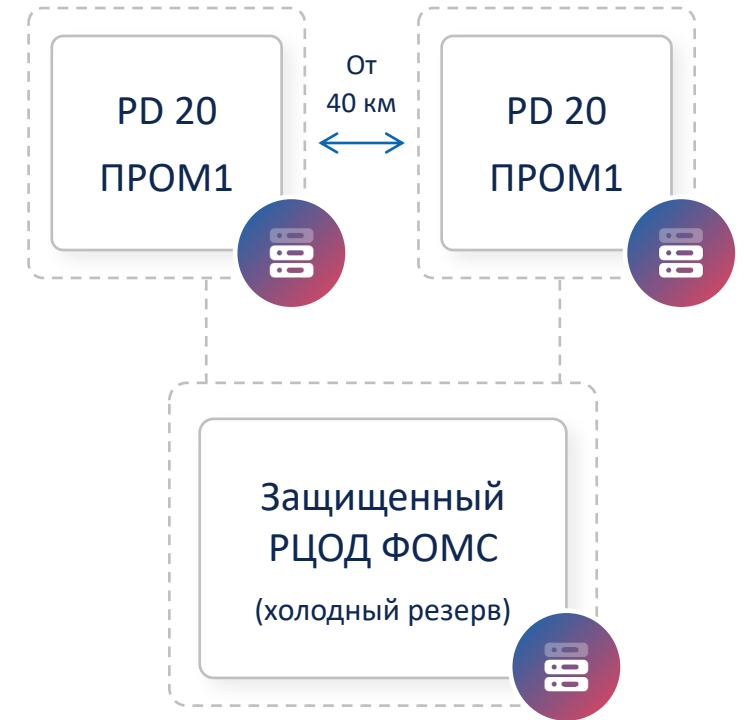 PD 20
ПРОМ1
От
40 км
PD 20
ПРОМ1
Защищенный
РЦОД ФОМС
(холодный резерв)